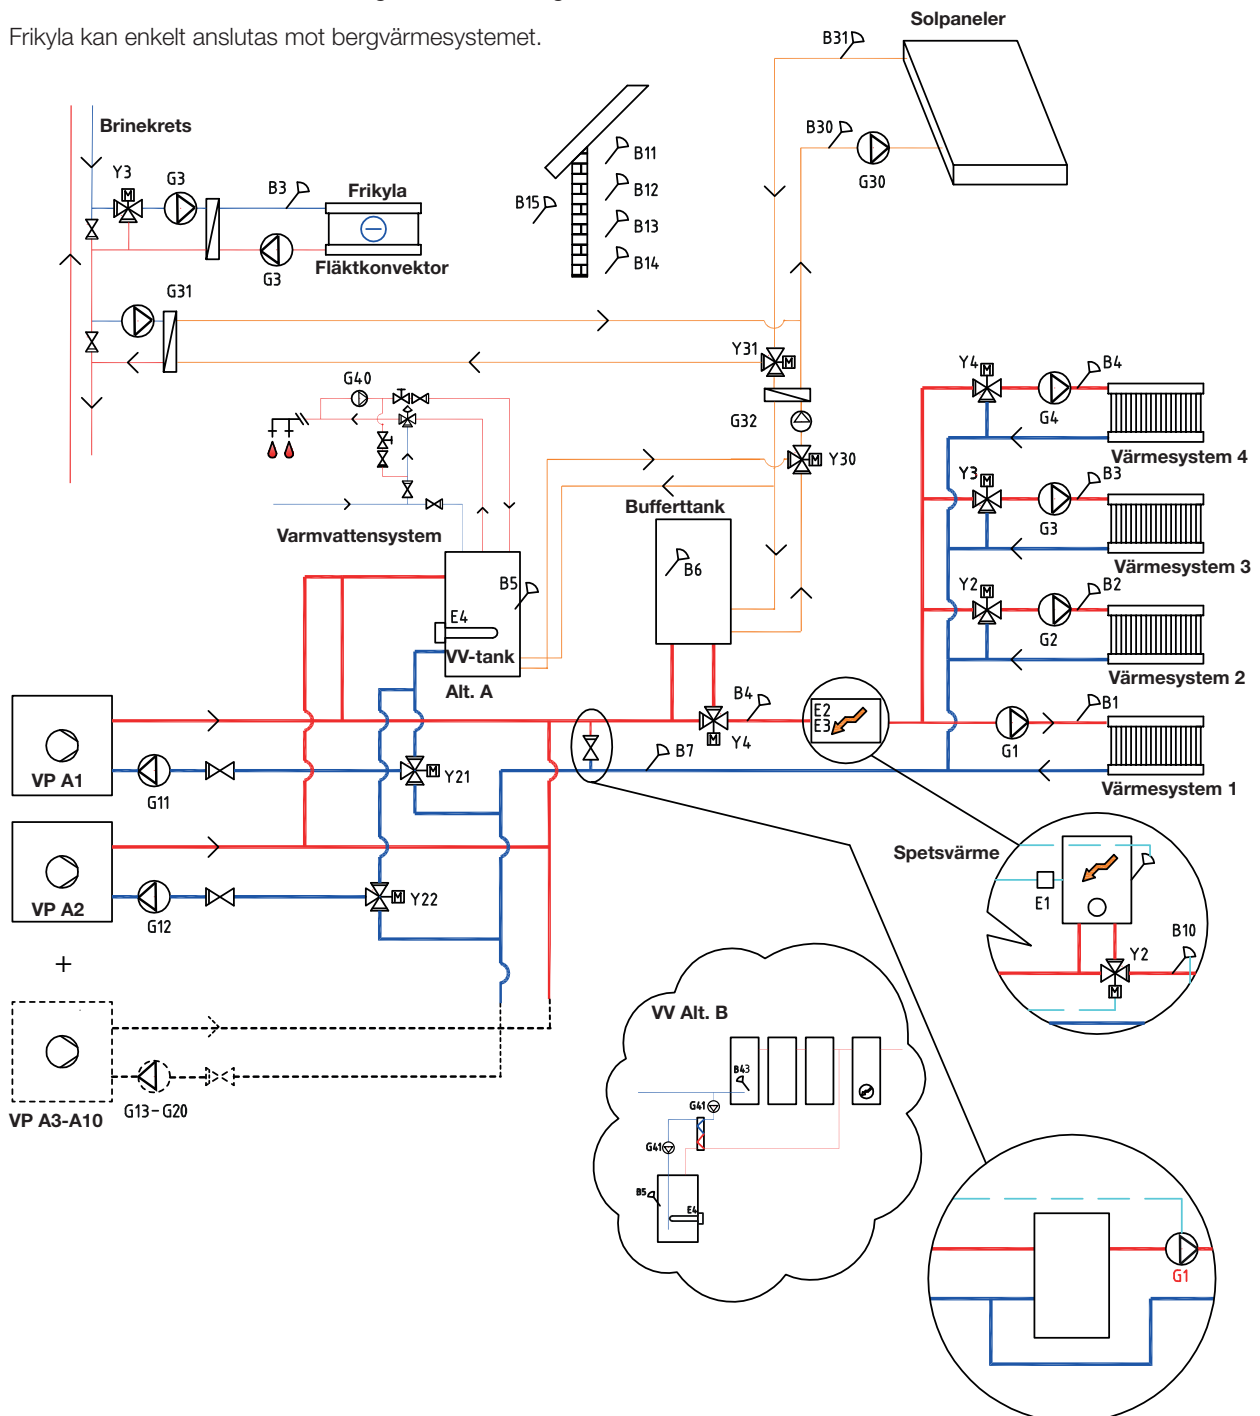 Frikyla kan enkelt anslutas mot bergvärmesystemet.
Solpaneler
B31
B30
G30
Brinekrets
Y3
G3
B3
Frikyla
Fläktkonvektor
G3
B11
B12
B15
B13
B14
G31
Y31
G32
Y30
G40
Varmvattensystem
Bufferttank
B6
B5
E4
VV-tank
Alt. A
Y4
B4
G4
Värmesystem 4
Y3
B3
G3
Värmesystem 3
Y2
B2
G2
Värmesystem 2
B1
G1
Värmesystem 1
B4
Y4
E2
E3
B7
VP A1
G11
Y21
VP A2
G12
Y22
+
VP A3-A10
G13-G20
Spetsvärme
E1
Y2
B10
VV Alt. B
B43
G41
G41
B5
E4
G1